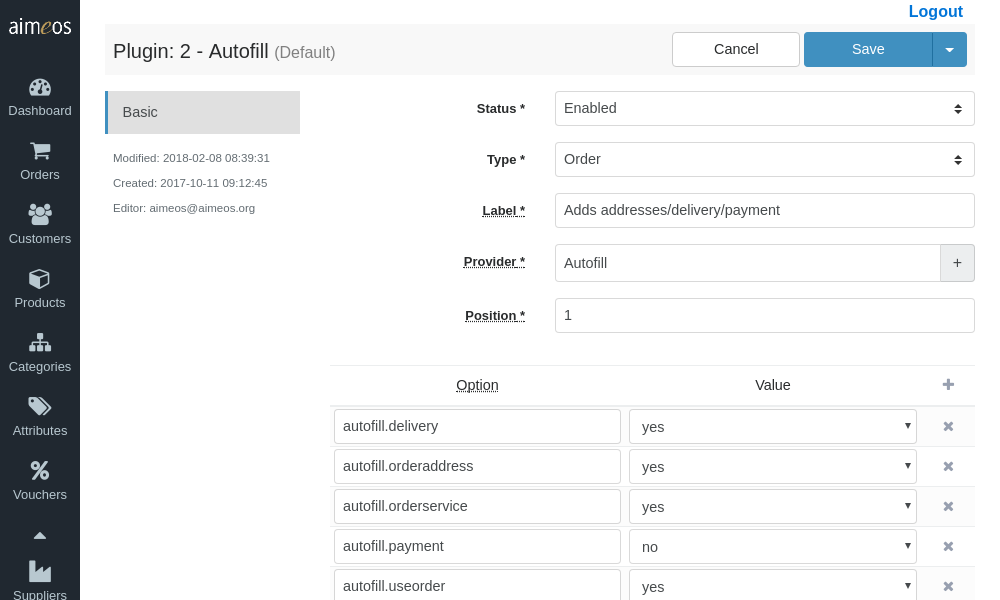 Logout
aimeos
Plugin: 2 - Autofill (Default)
Cancel
Save
Dashboard
Orders
Customers
Products
Categories
Attributes
Vouchers
Suppliers
Basic
Modified: 2018-02-08 08:39:31
Created: 2017-10-11 09:12:45
Editor: aimeos@aimeos.org
Status * Enabled
Type * Order
Label * Adds addresses/delivery/payment
Provider * Autofill +
Position * 1
Option Value
autofill.delivery yes
autofill.orderaddress yes
autofill.orderservice yes
autofill.payment no
autofill.useorder yes